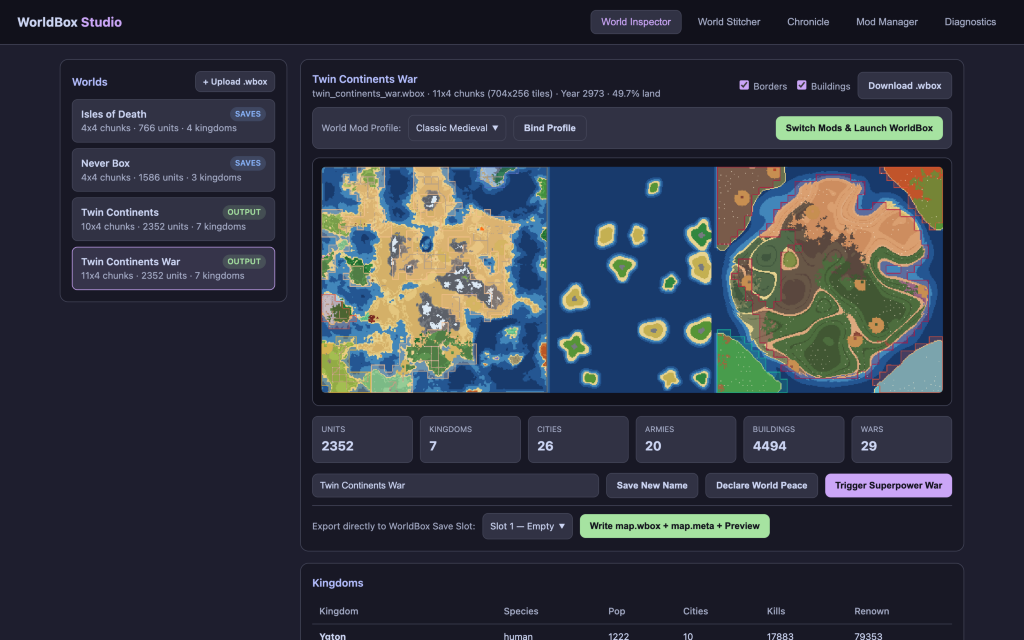 WorldBox Studio
World Inspector
World Stitcher
Chronicle
Mod Manager
Diagnostics
Worlds
+ Upload .wbox
Isles of Death
SAVES
4x4 chunks · 766 units · 4 kingdoms
Never Box
SAVES
4x4 chunks · 1586 units · 3 kingdoms
Twin Continents
OUTPUT
10x4 chunks · 2352 units · 7 kingdoms
Twin Continents War
OUTPUT
11x4 chunks · 2352 units · 7 kingdoms
Twin Continents War
twin_continents_war.wbox · 11x4 chunks (704x256 tiles) · Year 2973 · 49.7% land
Borders
Buildings
Download .wbox
World Mod Profile:
Classic Medieval
Bind Profile
Switch Mods & Launch WorldBox
UNITS
2352
KINGDOMS
7
CITIES
26
ARMIES
20
BUILDINGS
4494
WARS
29
Twin Continents War
Save New Name
Declare World Peace
Trigger Superpower War
Export directly to WorldBox Save Slot:
Slot 1 — Empty
Write map.wbox + map.meta + Preview
Kingdoms
Kingdom Species Pop Cities Kills Renown
Yqton human 1222 10 17883 79353